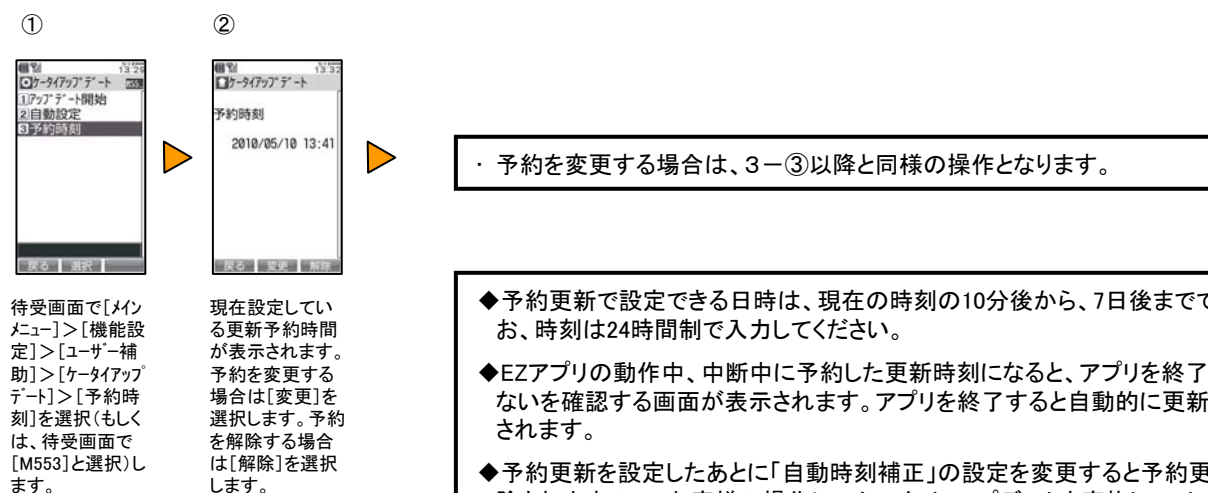 ①
②
13:29
ケータイアップデート
1アップデート開始
2自動設定
3予約時刻
戻る 選択
13:32
ケータイアップデート
予約時刻
2010/05/10 13:41
戻る 変更 解除
待受画面で[メイン
メニュー]＞[機能設
定]＞[ユーザー補
助]＞[ケータイアップ
デート]＞[予約時
刻]を選択(もしく
は、待受画面で
[M553]と選択)し
ます。
現在設定してい
る更新予約時間
が表示されます。
予約を変更する
場合は[変更]を
選択します。予約
を解除する場合
は[解除]を選択
します。
・ 予約を変更する場合は、３－③以降と同様の操作となります。
◆予約更新で設定できる日時は、現在の時刻の10分後から、7日後までで
お、時刻は24時間制で入力してください。
◆EZアプリの動作中、中断中に予約した更新時刻になると、アプリを終了
ないを確認する画面が表示されます。アプリを終了すると自動的に更新
されます。
◆予約更新を設定したあとに「自動時刻補正」の設定を変更すると予約更